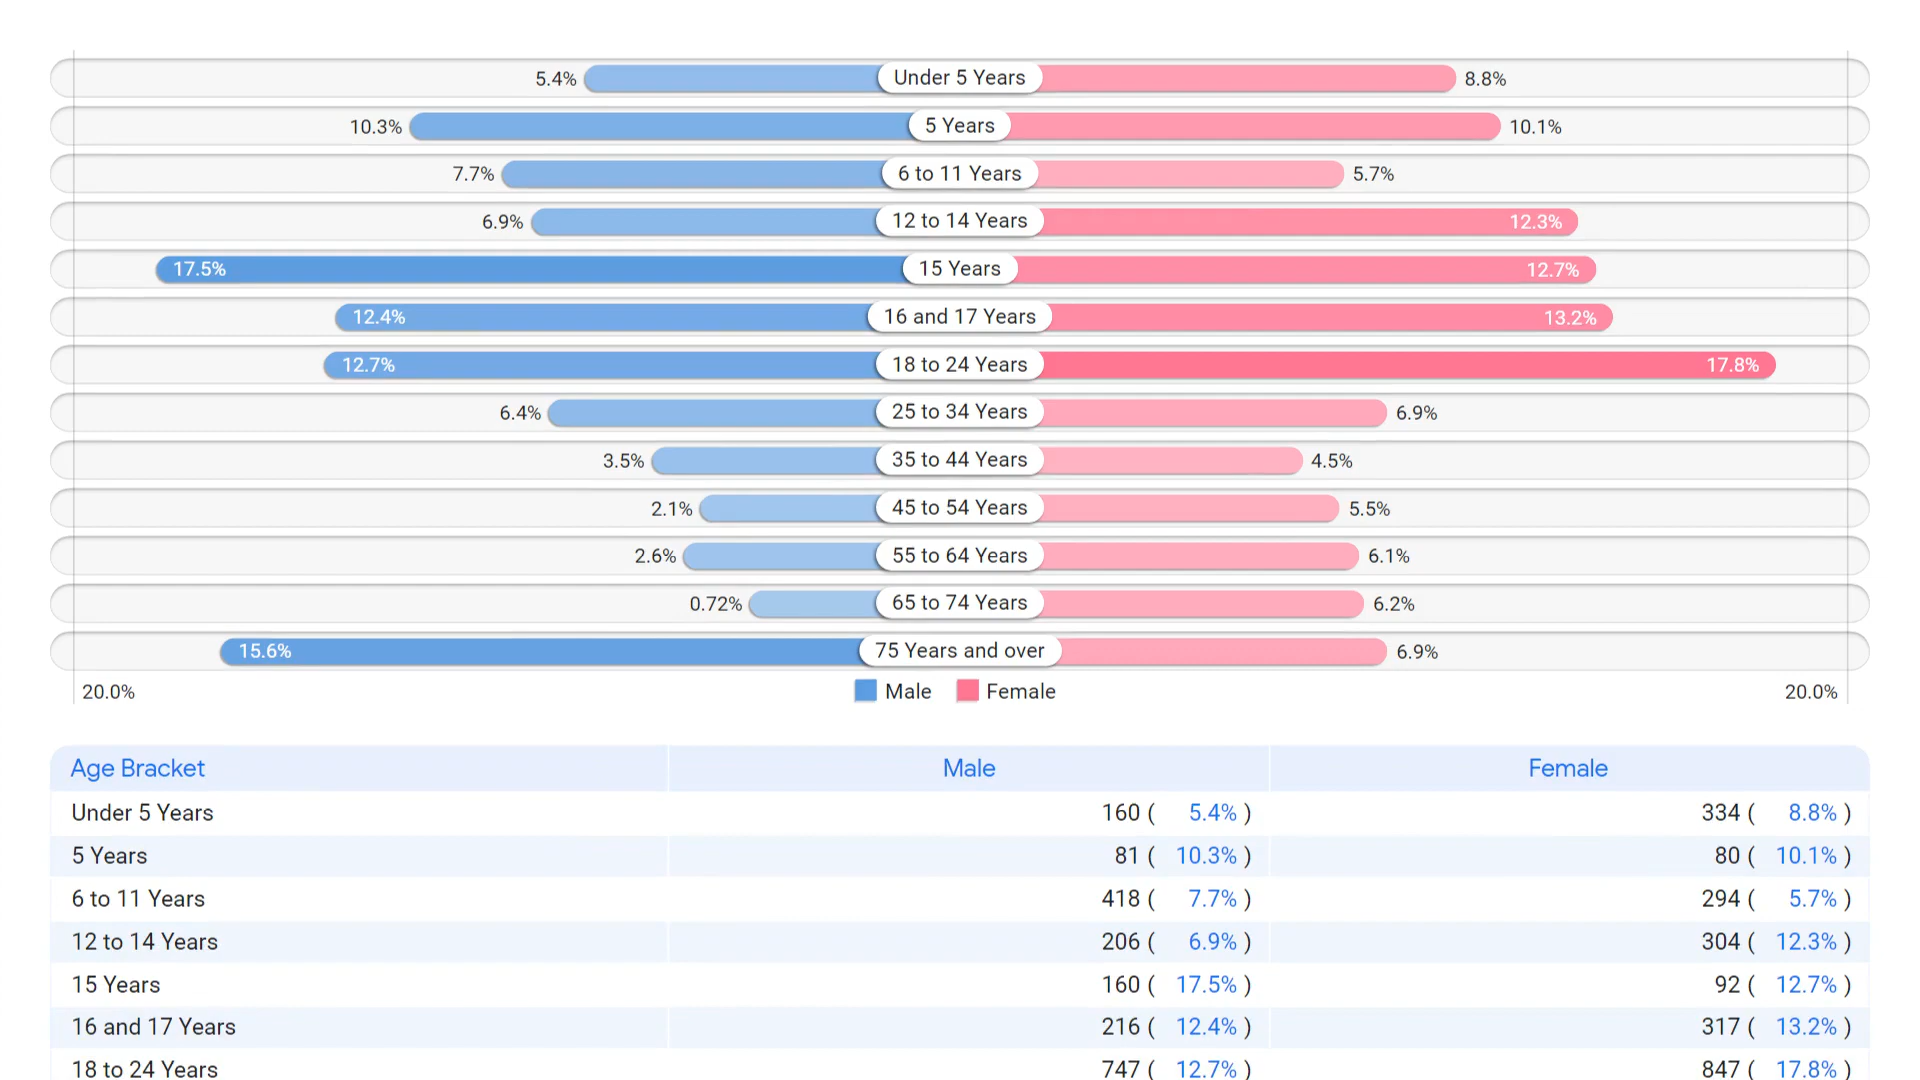 5.4% Under 5 Years 8.8%
10.3% 5 Years 10.1%
7.7% 6 to 11 Years 5.7%
6.9% 12 to 14 Years 12.3%
17.5% 15 Years 12.7%
12.4% 16 and 17 Years 13.2%
12.7% 18 to 24 Years 17.8%
6.4% 25 to 34 Years 6.9%
3.5% 35 to 44 Years 4.5%
2.1% 45 to 54 Years 5.5%
2.6% 55 to 64 Years 6.1%
0.72% 65 to 74 Years 6.2%
15.6% 75 Years and over 6.9%
20.0% Male Female 20.0%
Age Bracket Male Female
Under 5 Years 160 ( 5.4% ) 334 ( 8.8% )
5 Years 81 ( 10.3% ) 80 ( 10.1% )
6 to 11 Years 418 ( 7.7% ) 294 ( 5.7% )
12 to 14 Years 206 ( 6.9% ) 304 ( 12.3% )
15 Years 160 ( 17.5% ) 92 ( 12.7% )
16 and 17 Years 216 ( 12.4% ) 317 ( 13.2% )
18 to 24 Years 747 ( 12.7% ) 847 ( 17.8% )